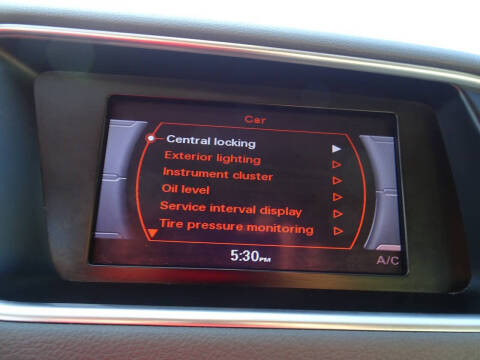 Car
Central locking
Exterior lighting
Instrument cluster
Oil level
Service interval display
Tire pressure monitoring
5:30PM
A/C